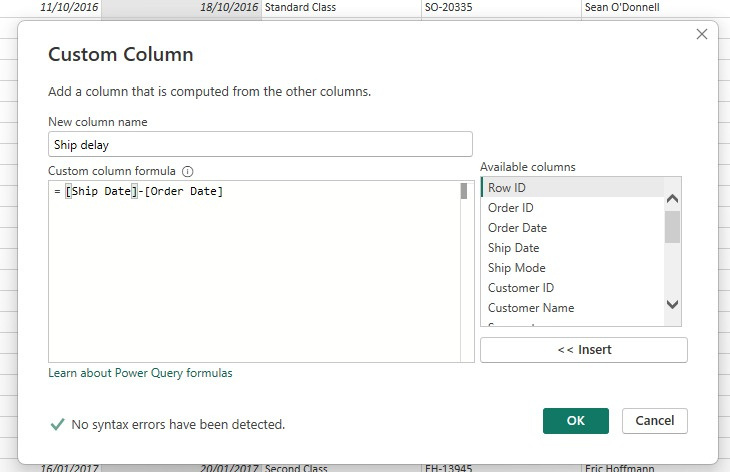 11/10/2016 18/10/2016 Standard Class SO-20335 Sean O'Donnell
Custom Column
Add a column that is computed from the other columns.
New column name
Ship delay
Custom column formula
= [Ship Date]-[Order Date]
Available columns
Row ID
Order ID
Order Date
Ship Date
Ship Mode
Customer ID
Customer Name
<< Insert
Learn about Power Query formulas
No syntax errors have been detected.
OK
Cancel
16/01/2017 20/01/2017 Second Class EH-13945 Eric Hoffmann